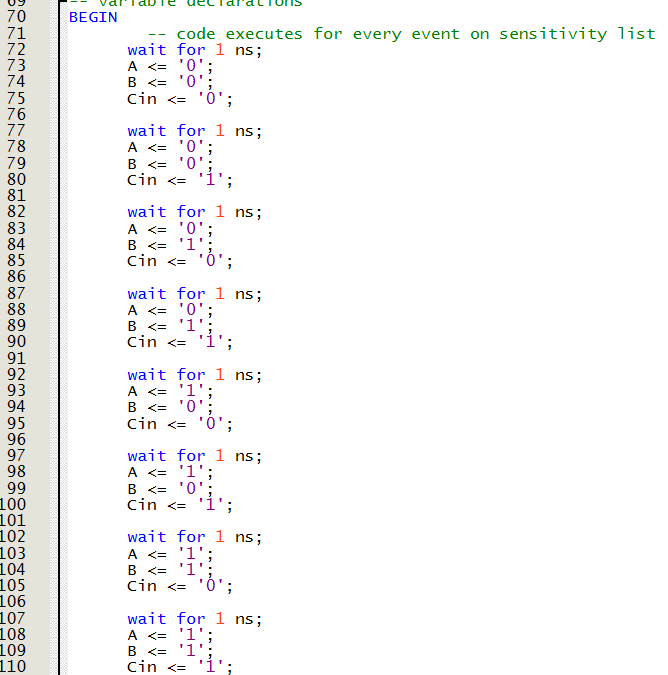 69 -- variable declarations
70 BEGIN
71 -- code executes for every event on sensitivity list
72 wait for 1 ns;
73 A <= '0';
74 B <= '0';
75 Cin <= '0';
76
77 wait for 1 ns;
78 A <= '0';
79 B <= '0';
80 Cin <= '1';
81
82 wait for 1 ns;
83 A <= '0';
84 B <= '1';
85 Cin <= '0';
86
87 wait for 1 ns;
88 A <= '0';
89 B <= '1';
90 Cin <= '1';
91
92 wait for 1 ns;
93 A <= '1';
94 B <= '0';
95 Cin <= '0';
96
97 wait for 1 ns;
98 A <= '1';
99 B <= '0';
100 Cin <= '1';
101
102 wait for 1 ns;
103 A <= '1';
104 B <= '1';
105 Cin <= '0';
106
107 wait for 1 ns;
108 A <= '1';
109 B <= '1';
110 Cin <= '1';